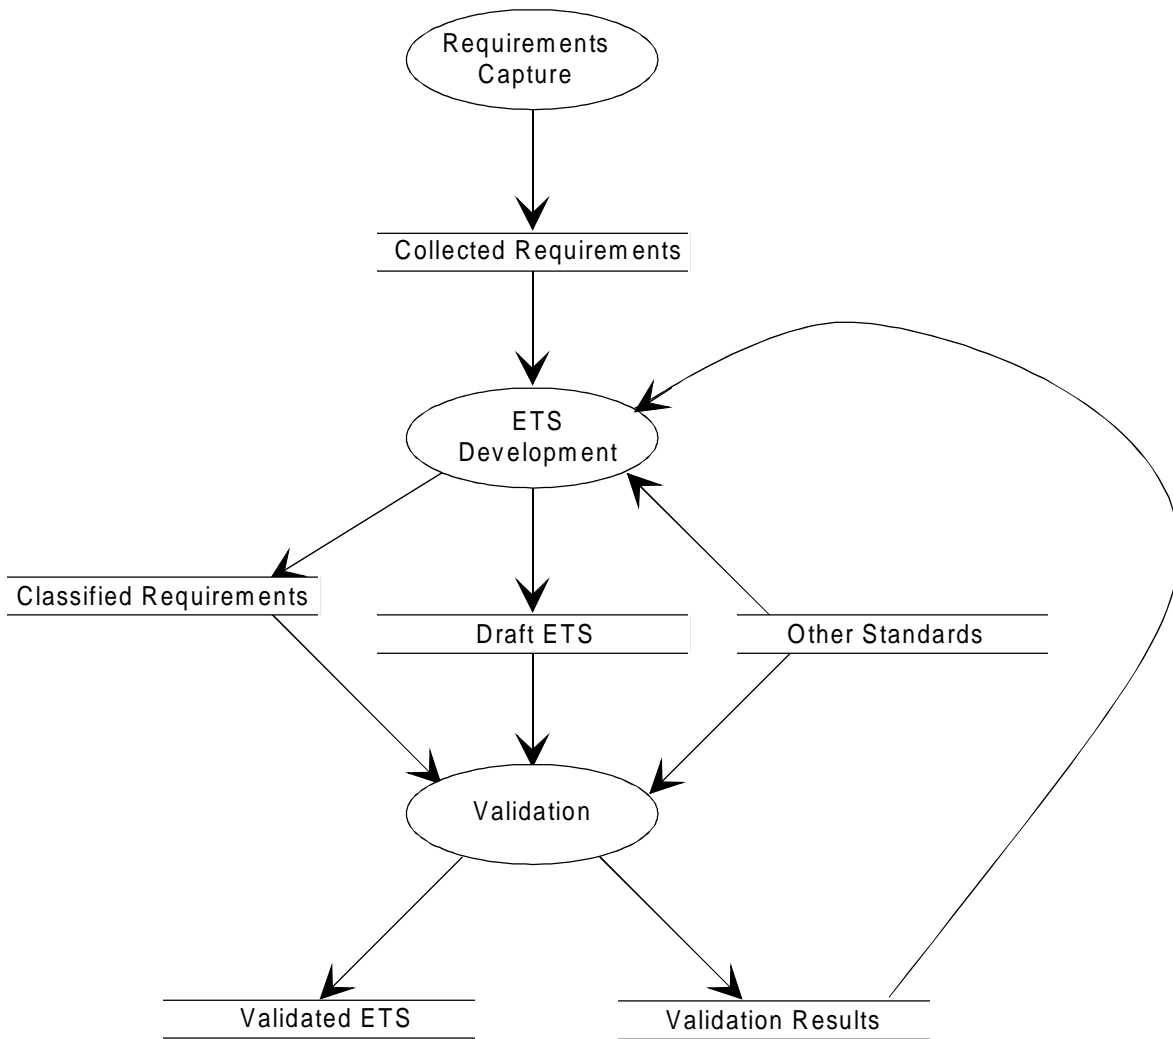 Requirements
Capture
Collected Requirements
ETS
Development
Classified Requirements
Draft ETS
Other Standards
Validation
Validated ETS
Validation Results